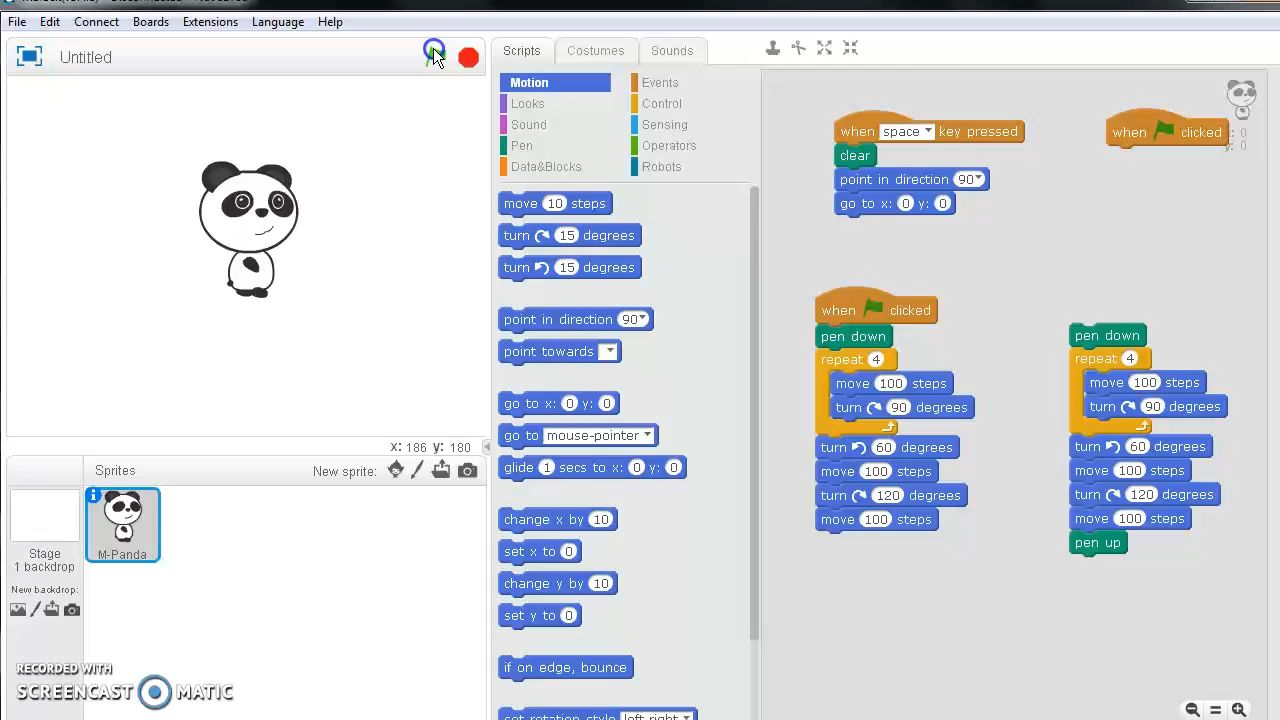 File Edit Connect Boards Extensions Language Help
Untitled
Scripts Costumes Sounds
Motion Events
Looks Control
Sound Sensing
Pen Operators
Data&Blocks Robots
move 10 steps
turn 15 degrees
turn 15 degrees
point in direction 90
point towards
go to x: 0 y: 0
go to mouse-pointer
glide 1 secs to x: 0 y: 0
change x by 10
set x to 0
change y by 10
set y to 0
if on edge, bounce
set rotation style left-right
when space key pressed
clear
point in direction 90
go to x: 0 y: 0
when clicked
: 0
y: 0
when clicked
pen down
repeat 4
move 100 steps
turn 90 degrees
turn 60 degrees
move 100 steps
turn 120 degrees
move 100 steps
pen down
repeat 4
move 100 steps
turn 90 degrees
turn 60 degrees
move 100 steps
turn 120 degrees
move 100 steps
pen up
x: 186 y: 180
Sprites New sprite:
Stage
1 backdrop
New backdrop:
M-Panda
RECORDED WITH
SCREENCAST MATIC